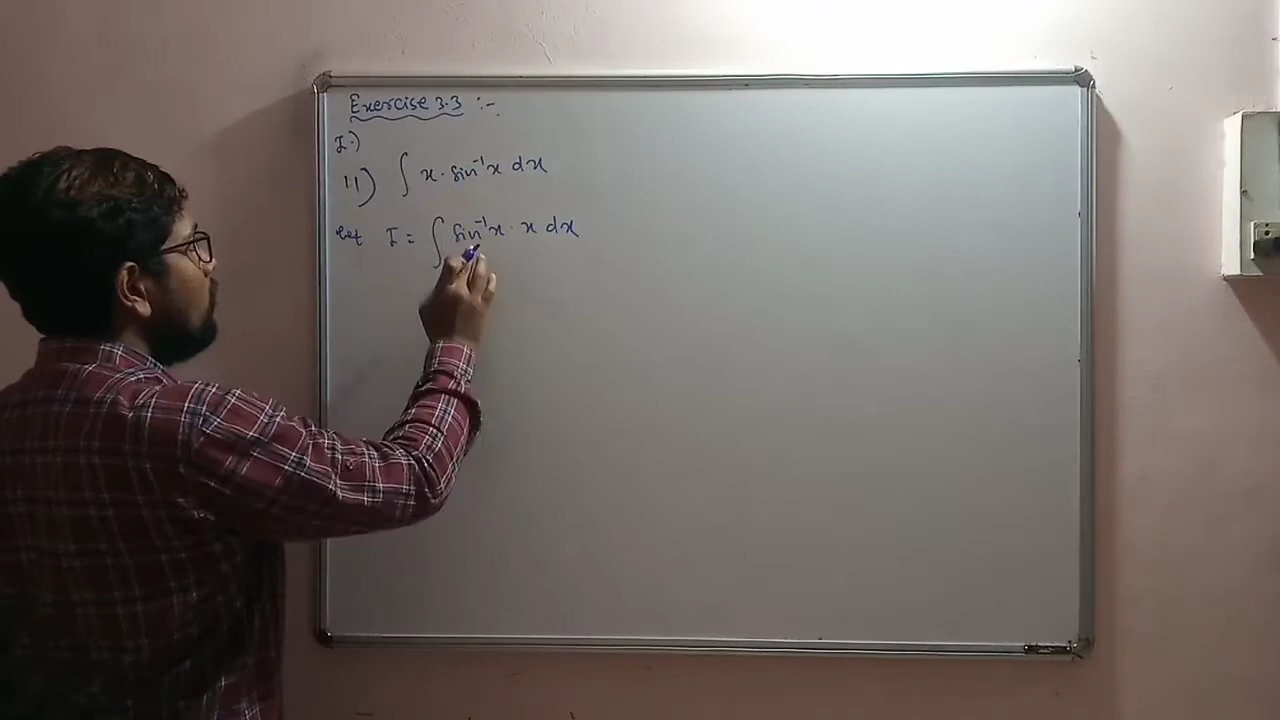 Exercise 3.3 :-
I.)
11) ∫ x · sin⁻¹x dx
Let I = ∫ sin⁻¹x · x dx